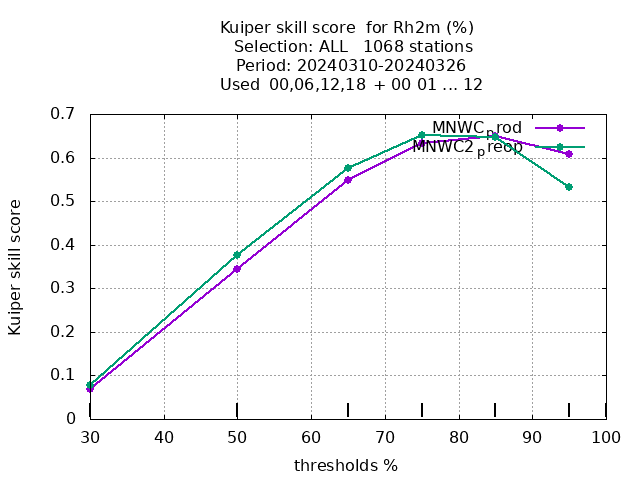 Kuiper skill score  for Rh2m (%)
Selection: ALL   1068 stations
Period: 20240310-20240326
Used  00,06,12,18  + 00 01 ... 12
0.7
0.6
0.5
0.4
0.3
0.2
0.1
0
Kuiper skill score
MNWCprod
MNWC2preop
30 40 50 60 70 80 90 100
thresholds %